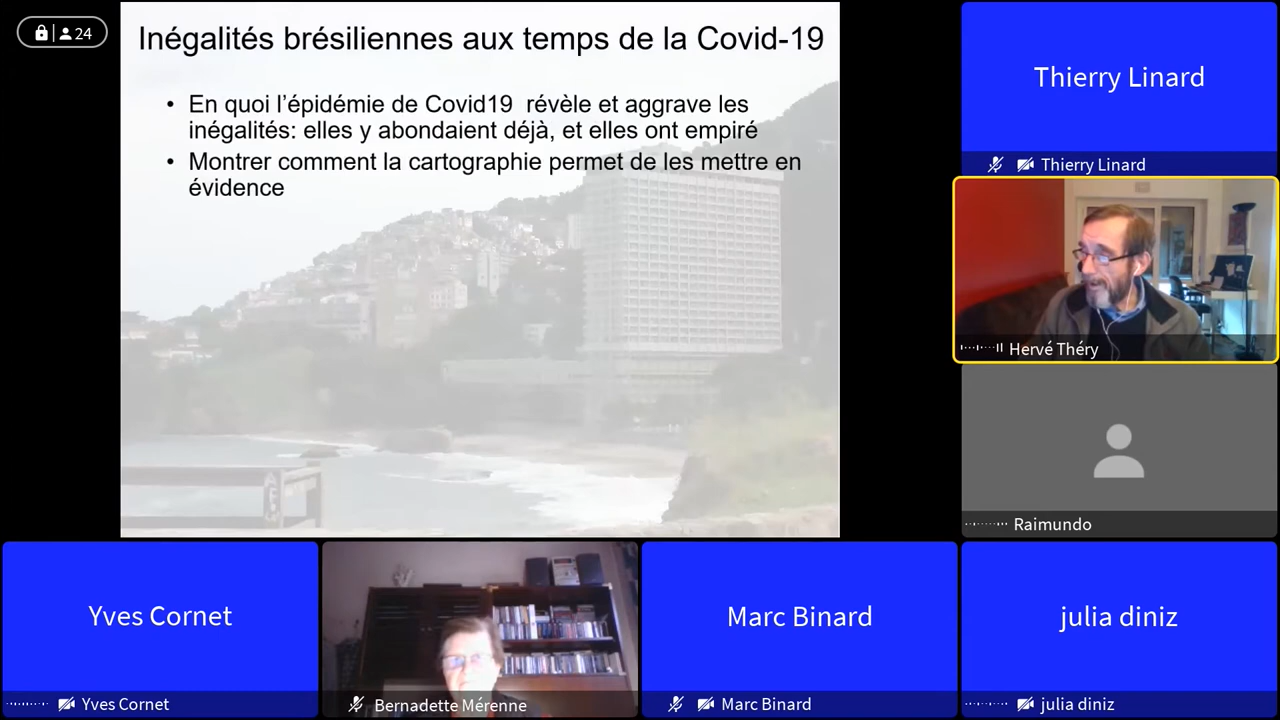 24
Inégalités brésiliennes aux temps de la Covid-19
• En quoi l’épidémie de Covid19 révèle et aggrave les
inégalités: elles y abondaient déjà, et elles ont empiré
• Montrer comment la cartographie permet de les mettre en
évidence
Thierry Linard
Thierry Linard
Hervé Théry
Raimundo
Yves Cornet
Yves Cornet
Bernadette Mérenne
Marc Binard
Marc Binard
julia diniz
julia diniz